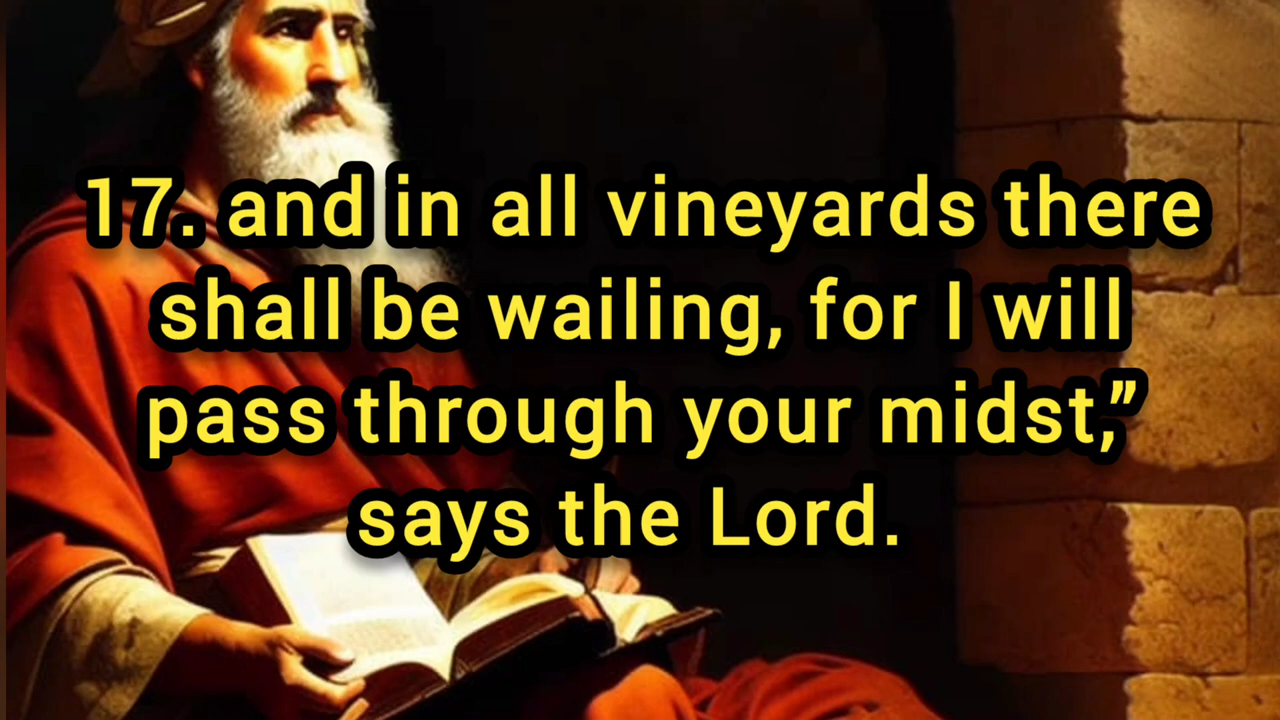 17. and in all vineyards there
shall be wailing, for I will
pass through your midst,”
says the Lord.